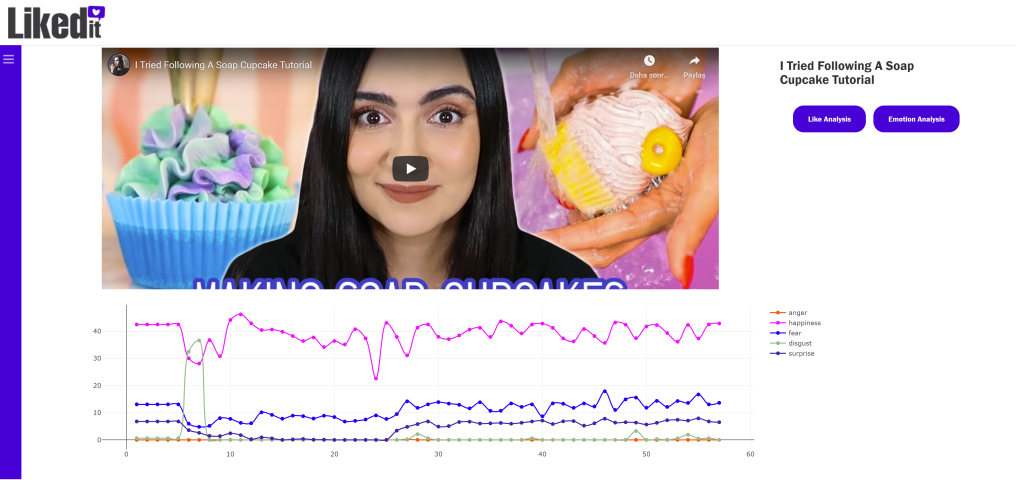 Likedit
I Tried Following A Soap Cupcake Tutorial
Daha sonr...
Paylaş
MAKING SOAP CUPCAKES
I Tried Following A Soap
Cupcake Tutorial
Like Analysis
Emotion Analysis
40
30
20
10
0
0 10 20 30 40 50 60
anger
happiness
fear
disgust
surprise